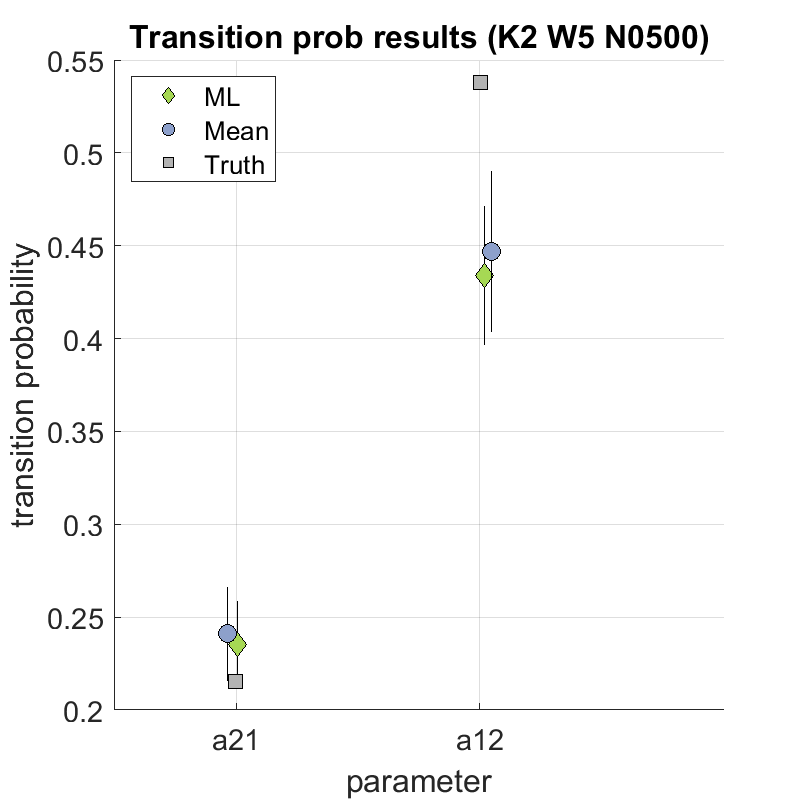 Transition prob results (K2 W5 N0500)
ML
Mean
Truth
0.55
0.5
0.45
0.4
0.35
0.3
0.25
0.2
transition probability
a21 a12
parameter